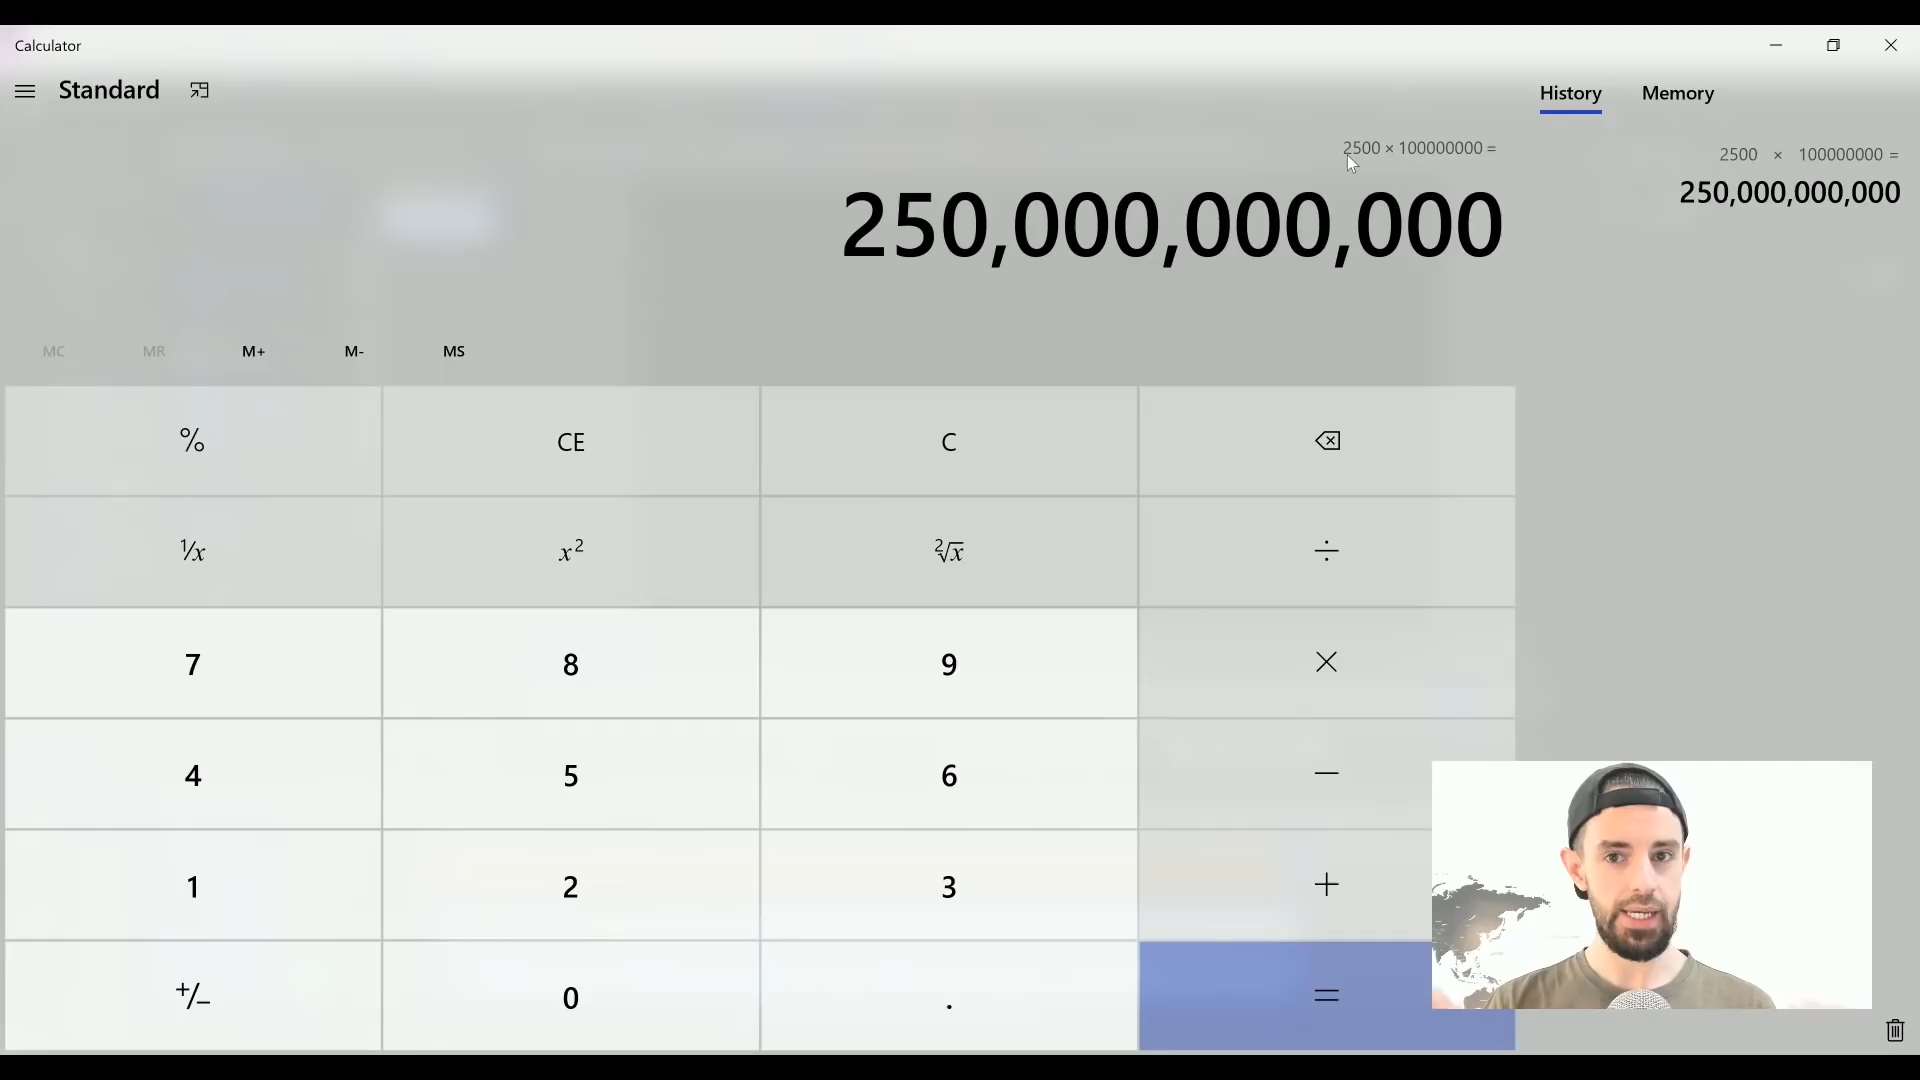 Calculator
Standard
History Memory
2500 × 100000000 =
250,000,000,000
2500 × 100000000 =
250,000,000,000
MC MR M+ M- MS
% CE C
1/x x² ²√x ÷
7 8 9 ×
4 5 6 −
1 2 3 +
+/− 0 . =